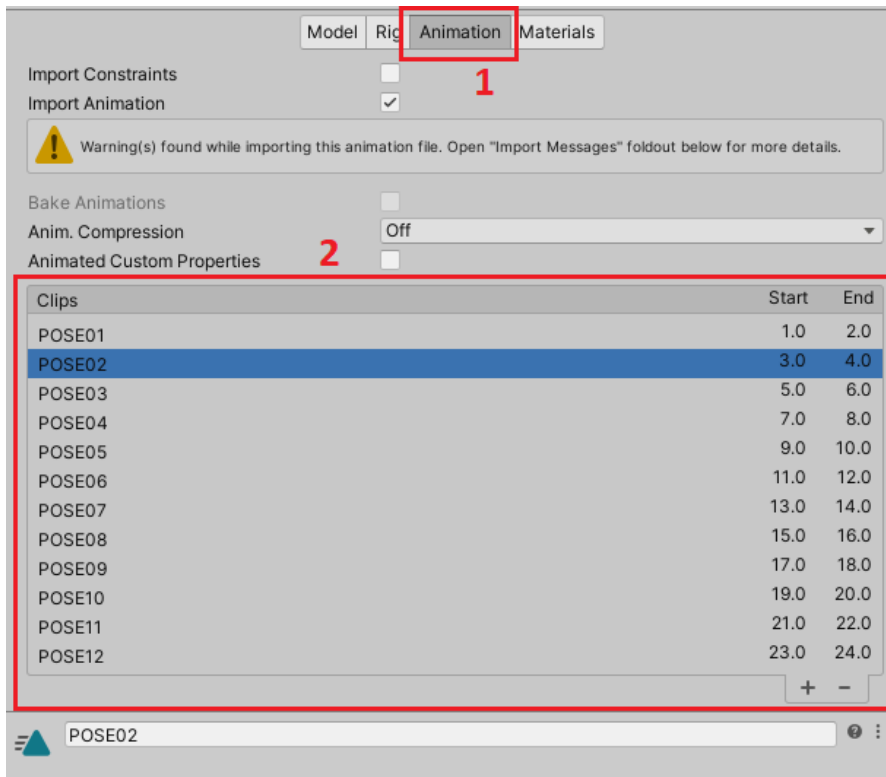 Model Rig Animation Materials
1
Import Constraints
Import Animation
Warning(s) found while importing this animation file. Open "Import Messages" foldout below for more details.
Bake Animations
Anim. Compression Off
2
Animated Custom Properties
Clips Start End
POSE01 1.0 2.0
POSE02 3.0 4.0
POSE03 5.0 6.0
POSE04 7.0 8.0
POSE05 9.0 10.0
POSE06 11.0 12.0
POSE07 13.0 14.0
POSE08 15.0 16.0
POSE09 17.0 18.0
POSE10 19.0 20.0
POSE11 21.0 22.0
POSE12 23.0 24.0
+ −
POSE02